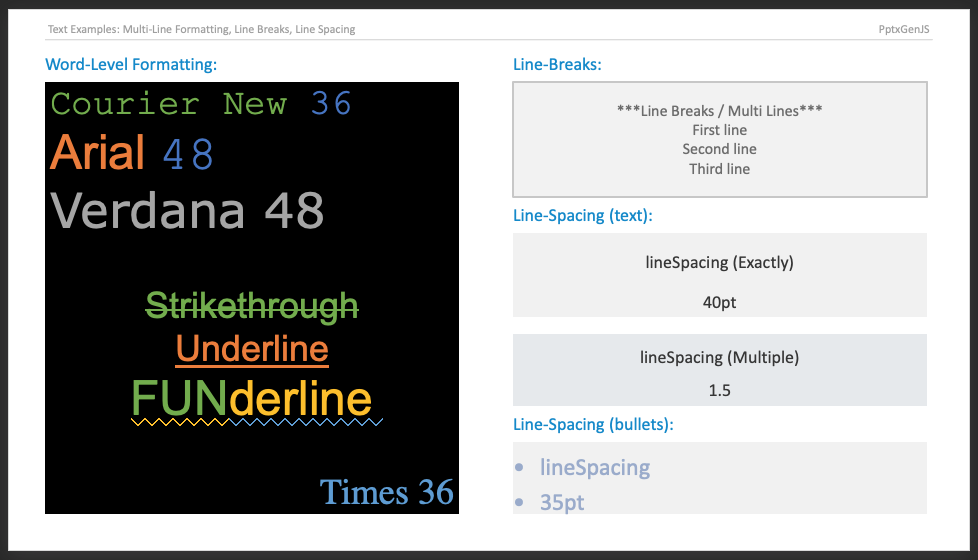 Text Examples: Multi-Line Formatting, Line Breaks, Line Spacing
PptxGenJS
Word-Level Formatting:
Courier New 36
Arial 48
Verdana 48
Strikethrough
Underline
FUNderline
Times 36
Line-Breaks:
***Line Breaks / Multi Lines***
First line
Second line
Third line
Line-Spacing (text):
lineSpacing (Exactly)
40pt
lineSpacing (Multiple)
1.5
Line-Spacing (bullets):
• lineSpacing
• 35pt